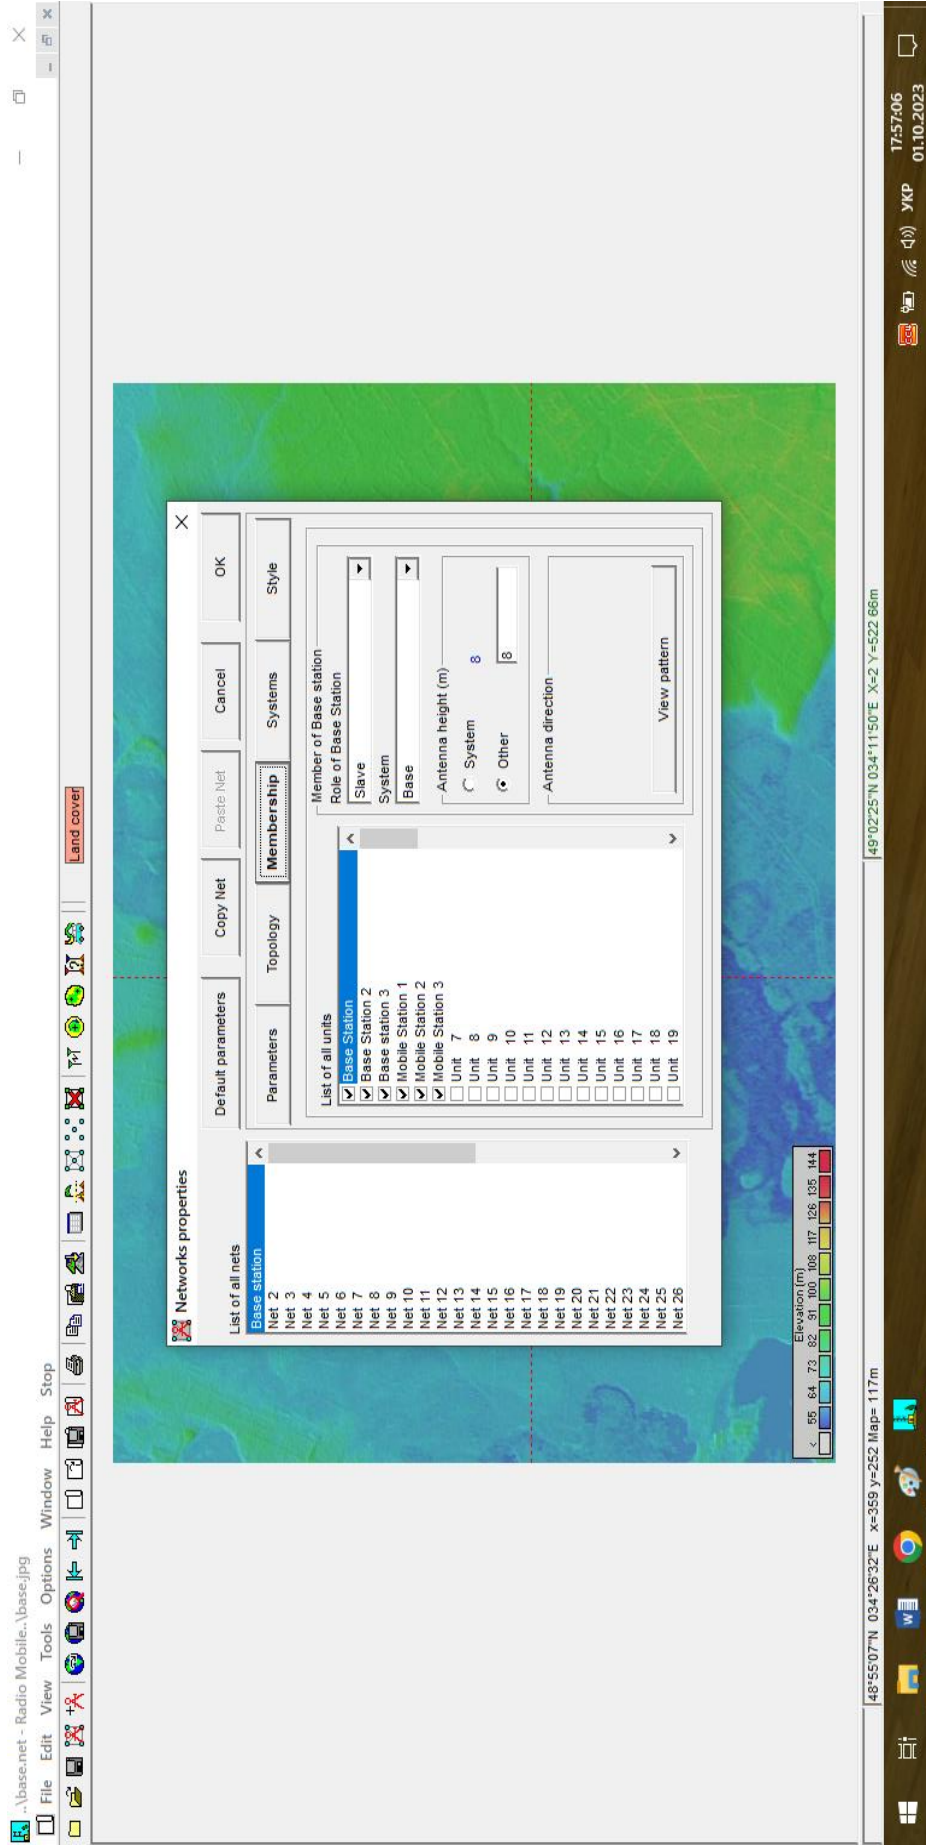 ..\base.net - Radio Mobile..\base.jpg
File Edit View Tools Options Window Help Stop
Land cover
Networks properties
List of all nets
Default parameters Copy Net Paste Net Cancel OK
Parameters Topology Membership Systems Style
Base station
Net 2
Net 3
Net 4
Net 5
Net 6
Net 7
Net 8
Net 9
Net 10
Net 11
Net 12
Net 13
Net 14
Net 15
Net 16
Net 17
Net 18
Net 19
Net 20
Net 21
Net 22
Net 23
Net 24
Net 25
Net 26
List of all units
Base Station
Base Station 2
Base station 3
Mobile Station 1
Mobile Station 2
Mobile Station 3
Unit 7
Unit 8
Unit 9
Unit 10
Unit 11
Unit 12
Unit 13
Unit 14
Unit 15
Unit 16
Unit 17
Unit 18
Unit 19
Member of Base station
Role of Base Station
Slave
System
Base
Antenna height (m)
System 8
Other 8
Antenna direction
View pattern
Elevation (m)
< 55 64 73 82 91 100 108 117 126 135 144
48°55'07"N 034°26'32"E x=359 y=252 Map= 117m
49°02'25"N 034°11'50"E X=2 Y=522 66m
УКР
17:57:06
01.10.2023